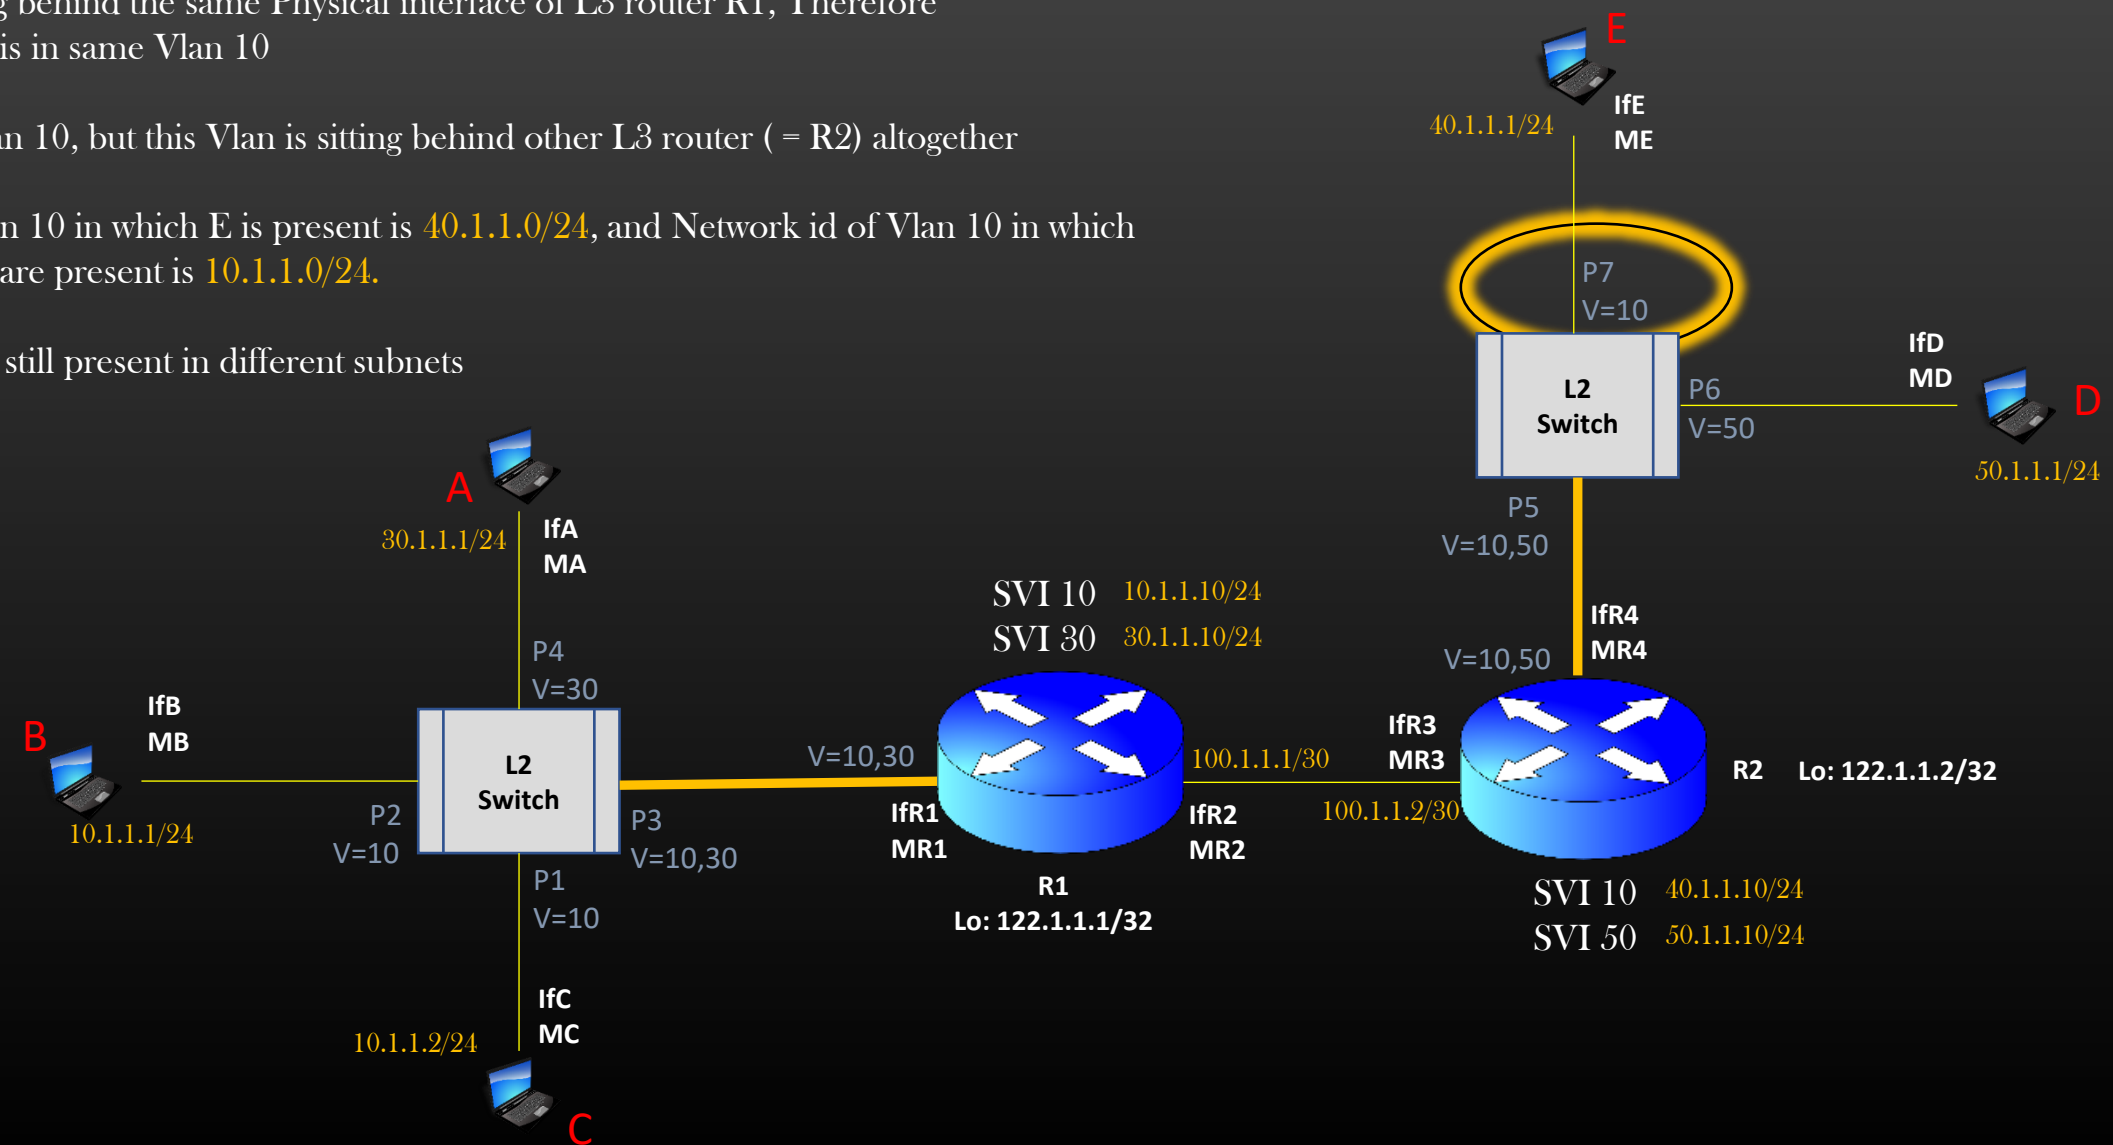 behind the same Physical interface of L3 router R1, Therefore
is in same Vlan 10
10, but this Vlan is sitting behind other L3 router ( = R2) altogether
10 in which E is present is 40.1.1.0/24, and Network id of Vlan 10 in which
are present is 10.1.1.0/24.
still present in different subnets
E
IfE
ME
40.1.1.1/24
P7
V=10
L2
Switch
P6
V=50
IfD
MD
D
50.1.1.1/24
P5
V=10,50
IfR4
MR4
V=10,50
A
30.1.1.1/24
IfA
MA
P4
V=30
B
IfB
MB
10.1.1.1/24
P2
V=10
L2
Switch
P3
V=10,30
P1
V=10
IfC
MC
10.1.1.2/24
C
SVI 10 10.1.1.10/24
SVI 30 30.1.1.10/24
V=10,30
IfR1
MR1
100.1.1.1/30
IfR2
MR2
R1
Lo: 122.1.1.1/32
IfR3
MR3
100.1.1.2/30
R2 Lo: 122.1.1.2/32
SVI 10 40.1.1.10/24
SVI 50 50.1.1.10/24